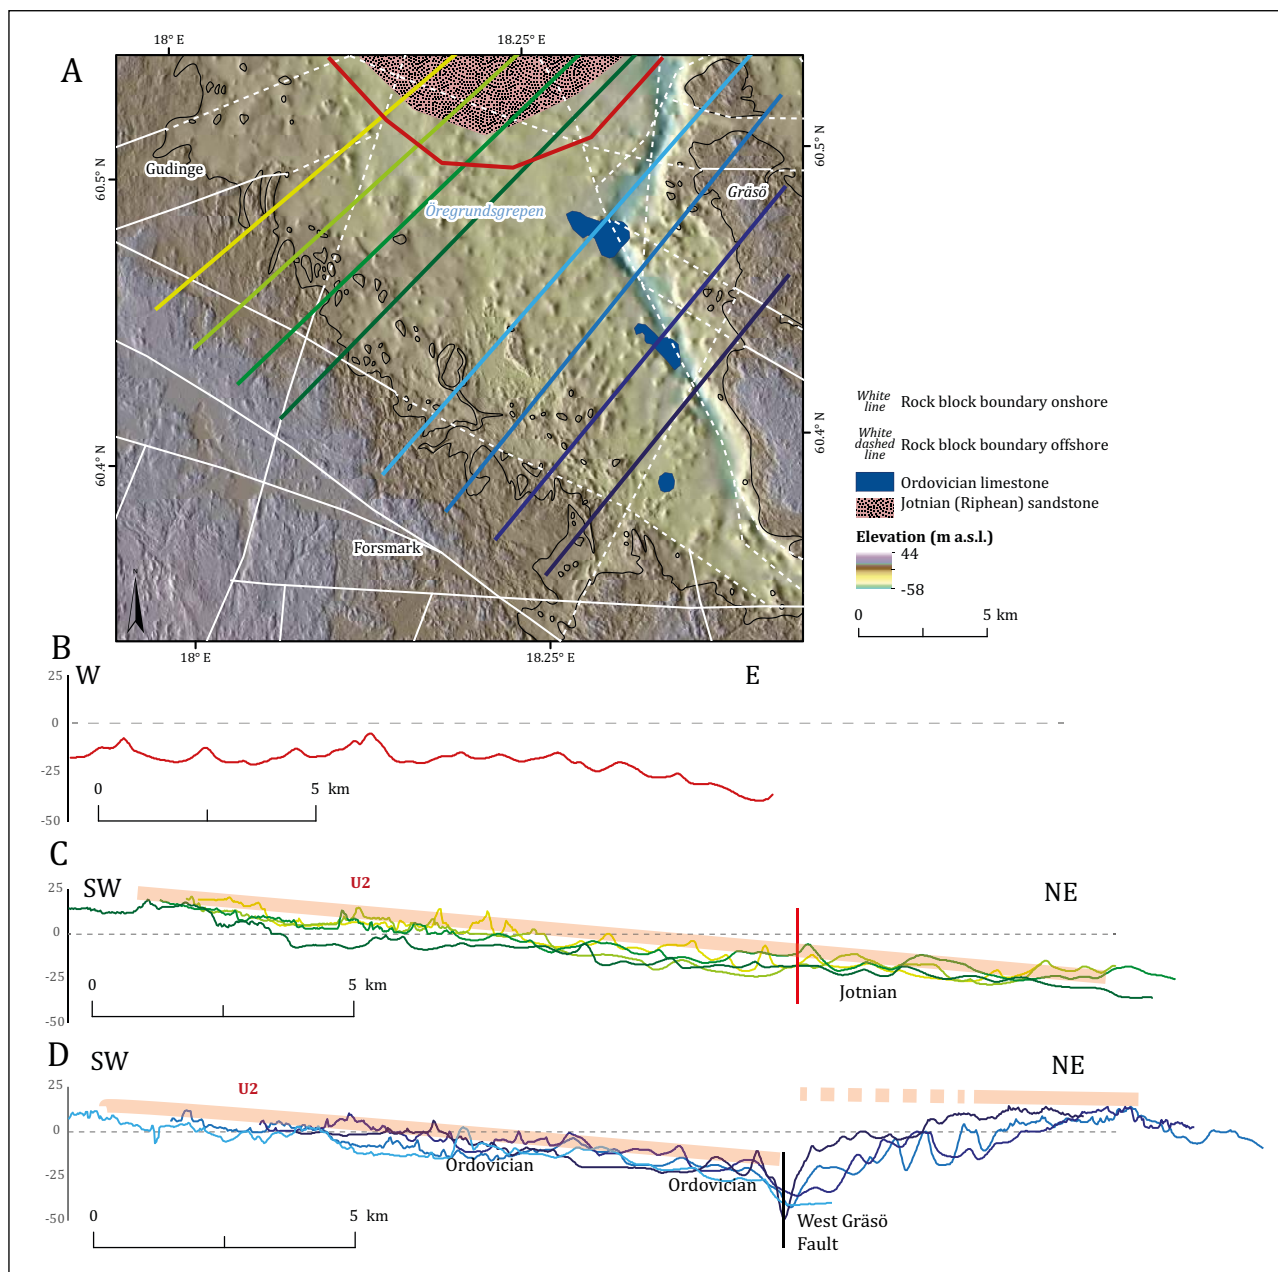 18° E
18.25° E
A
60.5° N
60.5° N
Gudinge
Gräsö
Öregrundsgrepen
60.4° N
60.4° N
Forsmark
N
18° E
18.25° E
White line Rock block boundary onshore
White dashed line Rock block boundary offshore
Ordovician limestone
Jotnian (Riphean) sandstone
Elevation (m a.s.l.)
44
-58
0 5 km
B
W
E
25
0
-25
-50
0 5 km
C
SW
NE
U2
25
0
-25
-50
Jotnian
0 5 km
D
SW
NE
U2
25
0
-25
-50
Ordovician
Ordovician
West Gräsö
Fault
0 5 km